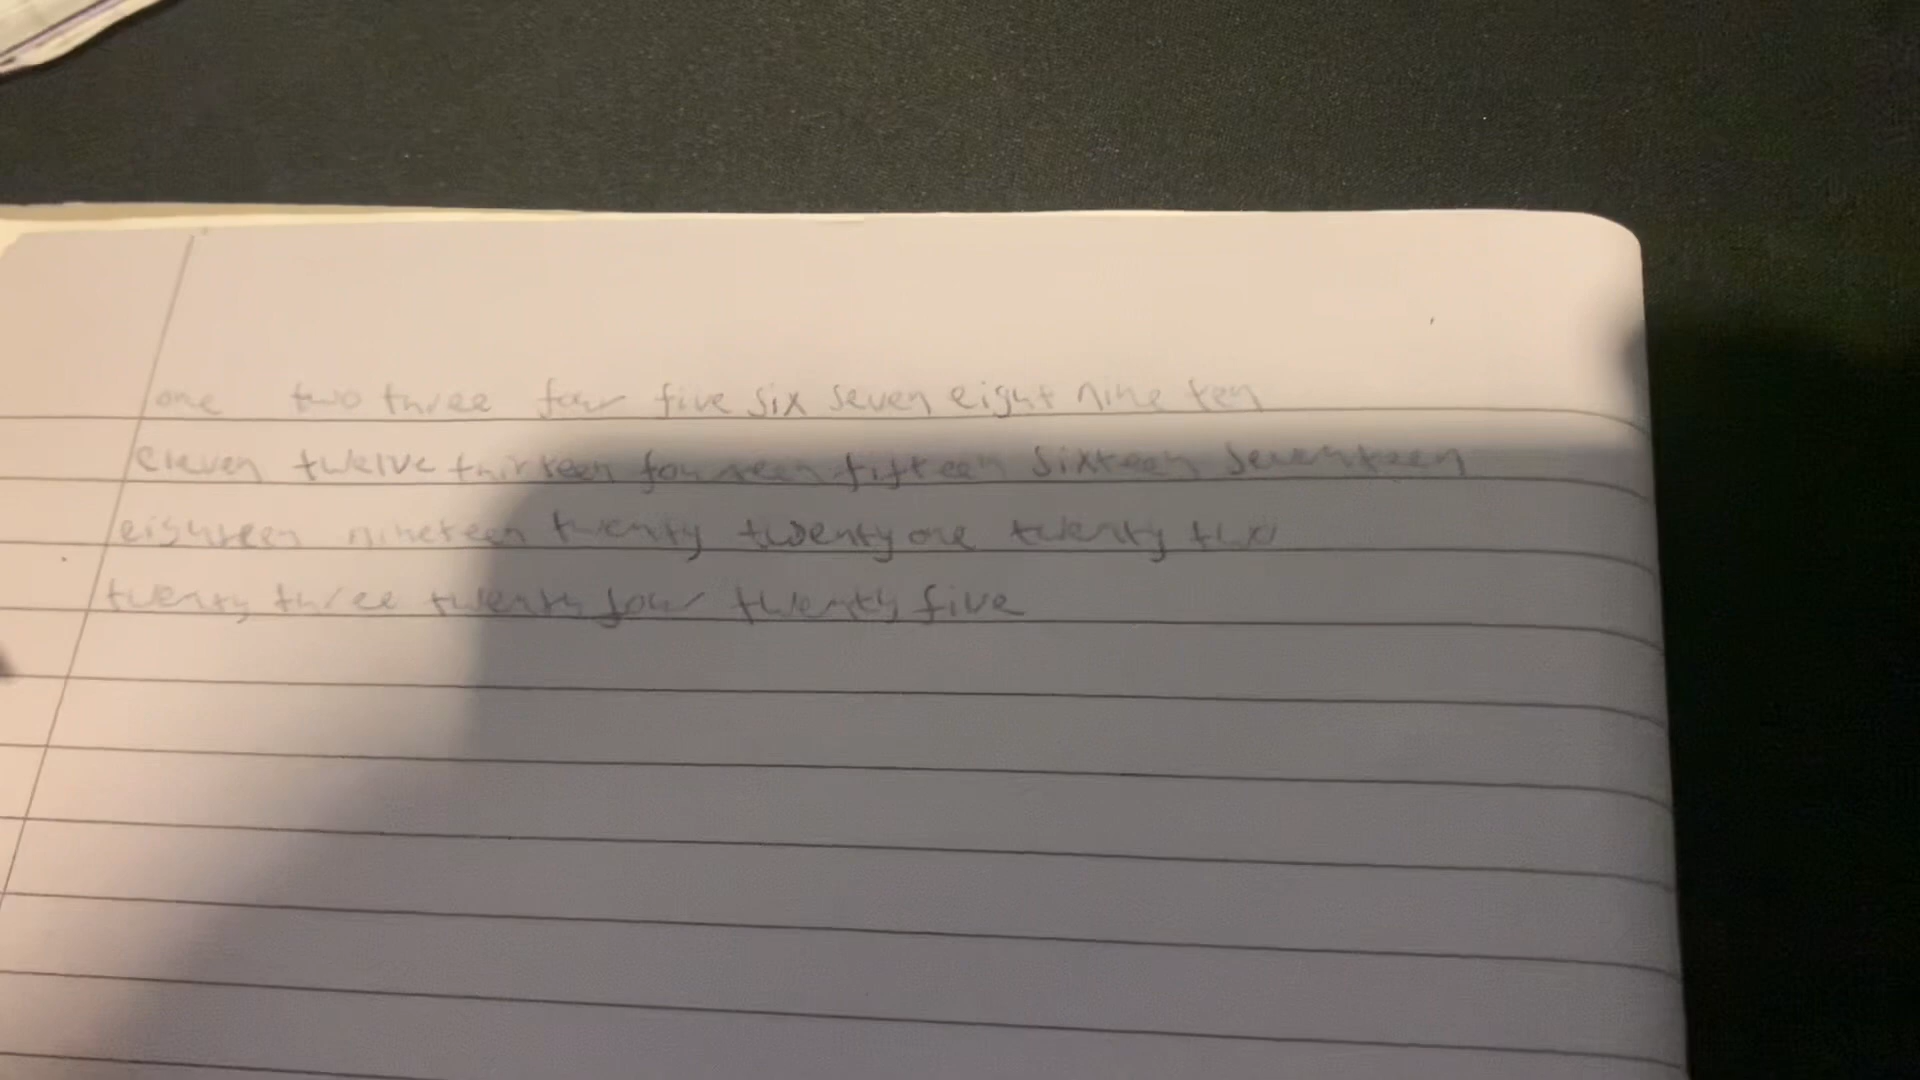 one two three four five six seven eight nine ten
eleven twelve thirteen fourteen fifteen sixteen seventeen
eighteen nineteen twenty twenty one twenty two
twenty three twenty four twenty five